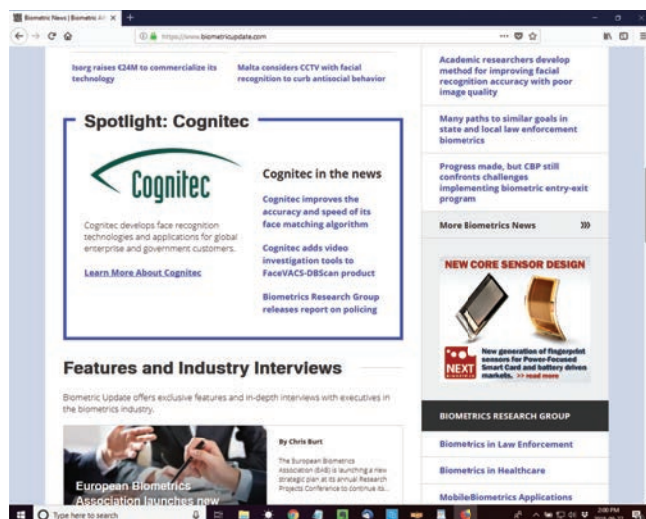 Biometric News | Biometric Ar
https://www.biometricupdate.com
Isorg raises €24M to commercialize its
technology
Malta considers CCTV with facial
recognition to curb antisocial behavior
Spotlight: Cognitec
Cognitec
Cognitec develops face recognition
technologies and applications for global
enterprise and government customers.
Learn More About Cognitec
Cognitec in the news
Cognitec improves the
accuracy and speed of its
face matching algorithm
Cognitec adds video
investigation tools to
FaceVACS-DBScan product
Biometrics Research Group
releases report on policing
Features and Industry Interviews
Biometric Update offers exclusive features and in-depth interviews with executives in
the biometrics industry.
European Biometrics
Association launches new
By Chris Burt
The European Biometrics
Association (EAB) is launching a new
strategic plan at its annual Research
Projects Conference to continue its...
Academic researchers develop
method for improving facial
recognition accuracy with poor
image quality
Many paths to similar goals in
state and local law enforcement
biometrics
Progress made, but CBP still
confronts challenges
implementing biometric entry-exit
program
More Biometrics News
NEW CORE SENSOR DESIGN
NEXT
New generation of fingerprint
sensors for Power-Focused
Smart Card and battery driven
markets. >> read more
BIOMETRICS RESEARCH GROUP
Biometrics in Law Enforcement
Biometrics in Healthcare
MobileBiometrics Applications
Type here to search
2:00 PM